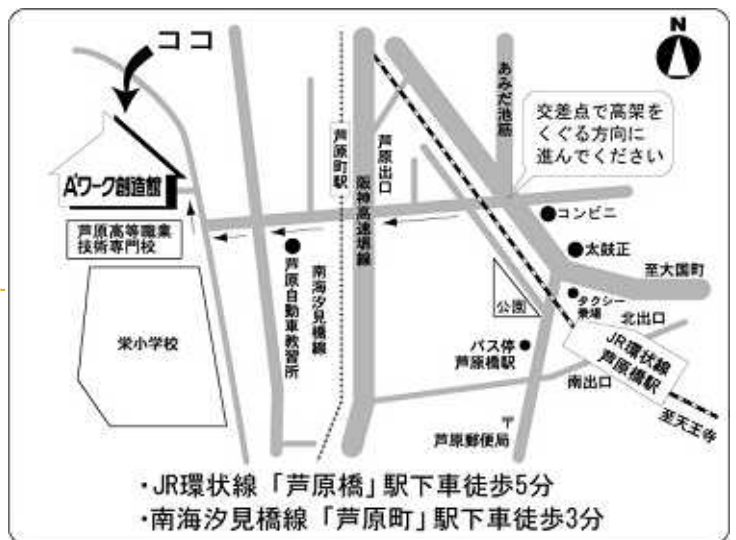 ココ
N
あみだ池筋
交差点で高架を
くぐる方向に
進んでください
芦原町駅
芦原出口
阪神高速堺線
A'ワーク創造館
芦原高等職業
技術専門校
コンビニ
太鼓正
至大国町
タクシー
乗場
北出口
公園
芦原自動車教習所
南海汐見橋線
栄小学校
バス停
芦原橋駅
JR環状線
芦原橋駅
南出口
至天王寺
〒
芦原郵便局
・JR環状線「芦原橋」駅下車徒歩5分
・南海汐見橋線「芦原町」駅下車徒歩3分